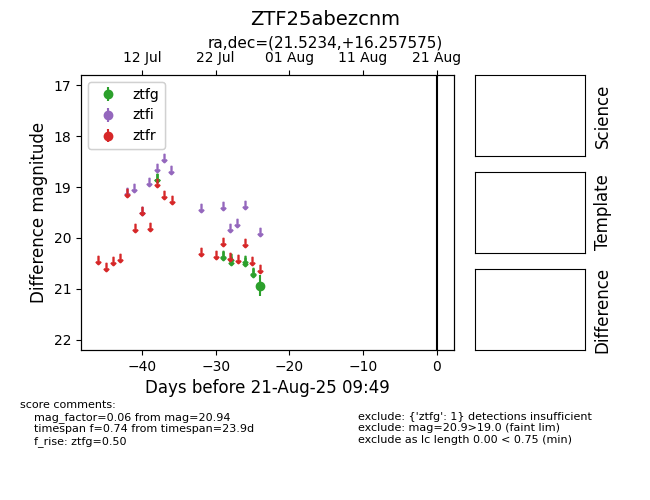 ZTF25abezcnm
ra,dec=(21.5234,+16.257575)
12 Jul
22 Jul
01 Aug
11 Aug
21 Aug
17
18
19
20
21
22
Difference magnitude
ztfg
ztfi
ztfr
−40
−30
−20
−10
0
Days before 21-Aug-25 09:49
Science
Template
Difference
score comments:
mag_factor=0.06 from mag=20.94
timespan f=0.74 from timespan=23.9d
f_rise: ztfg=0.50
exclude: {'ztfg': 1} detections insufficient
exclude: mag=20.9>19.0 (faint lim)
exclude as lc length 0.00 < 0.75 (min)